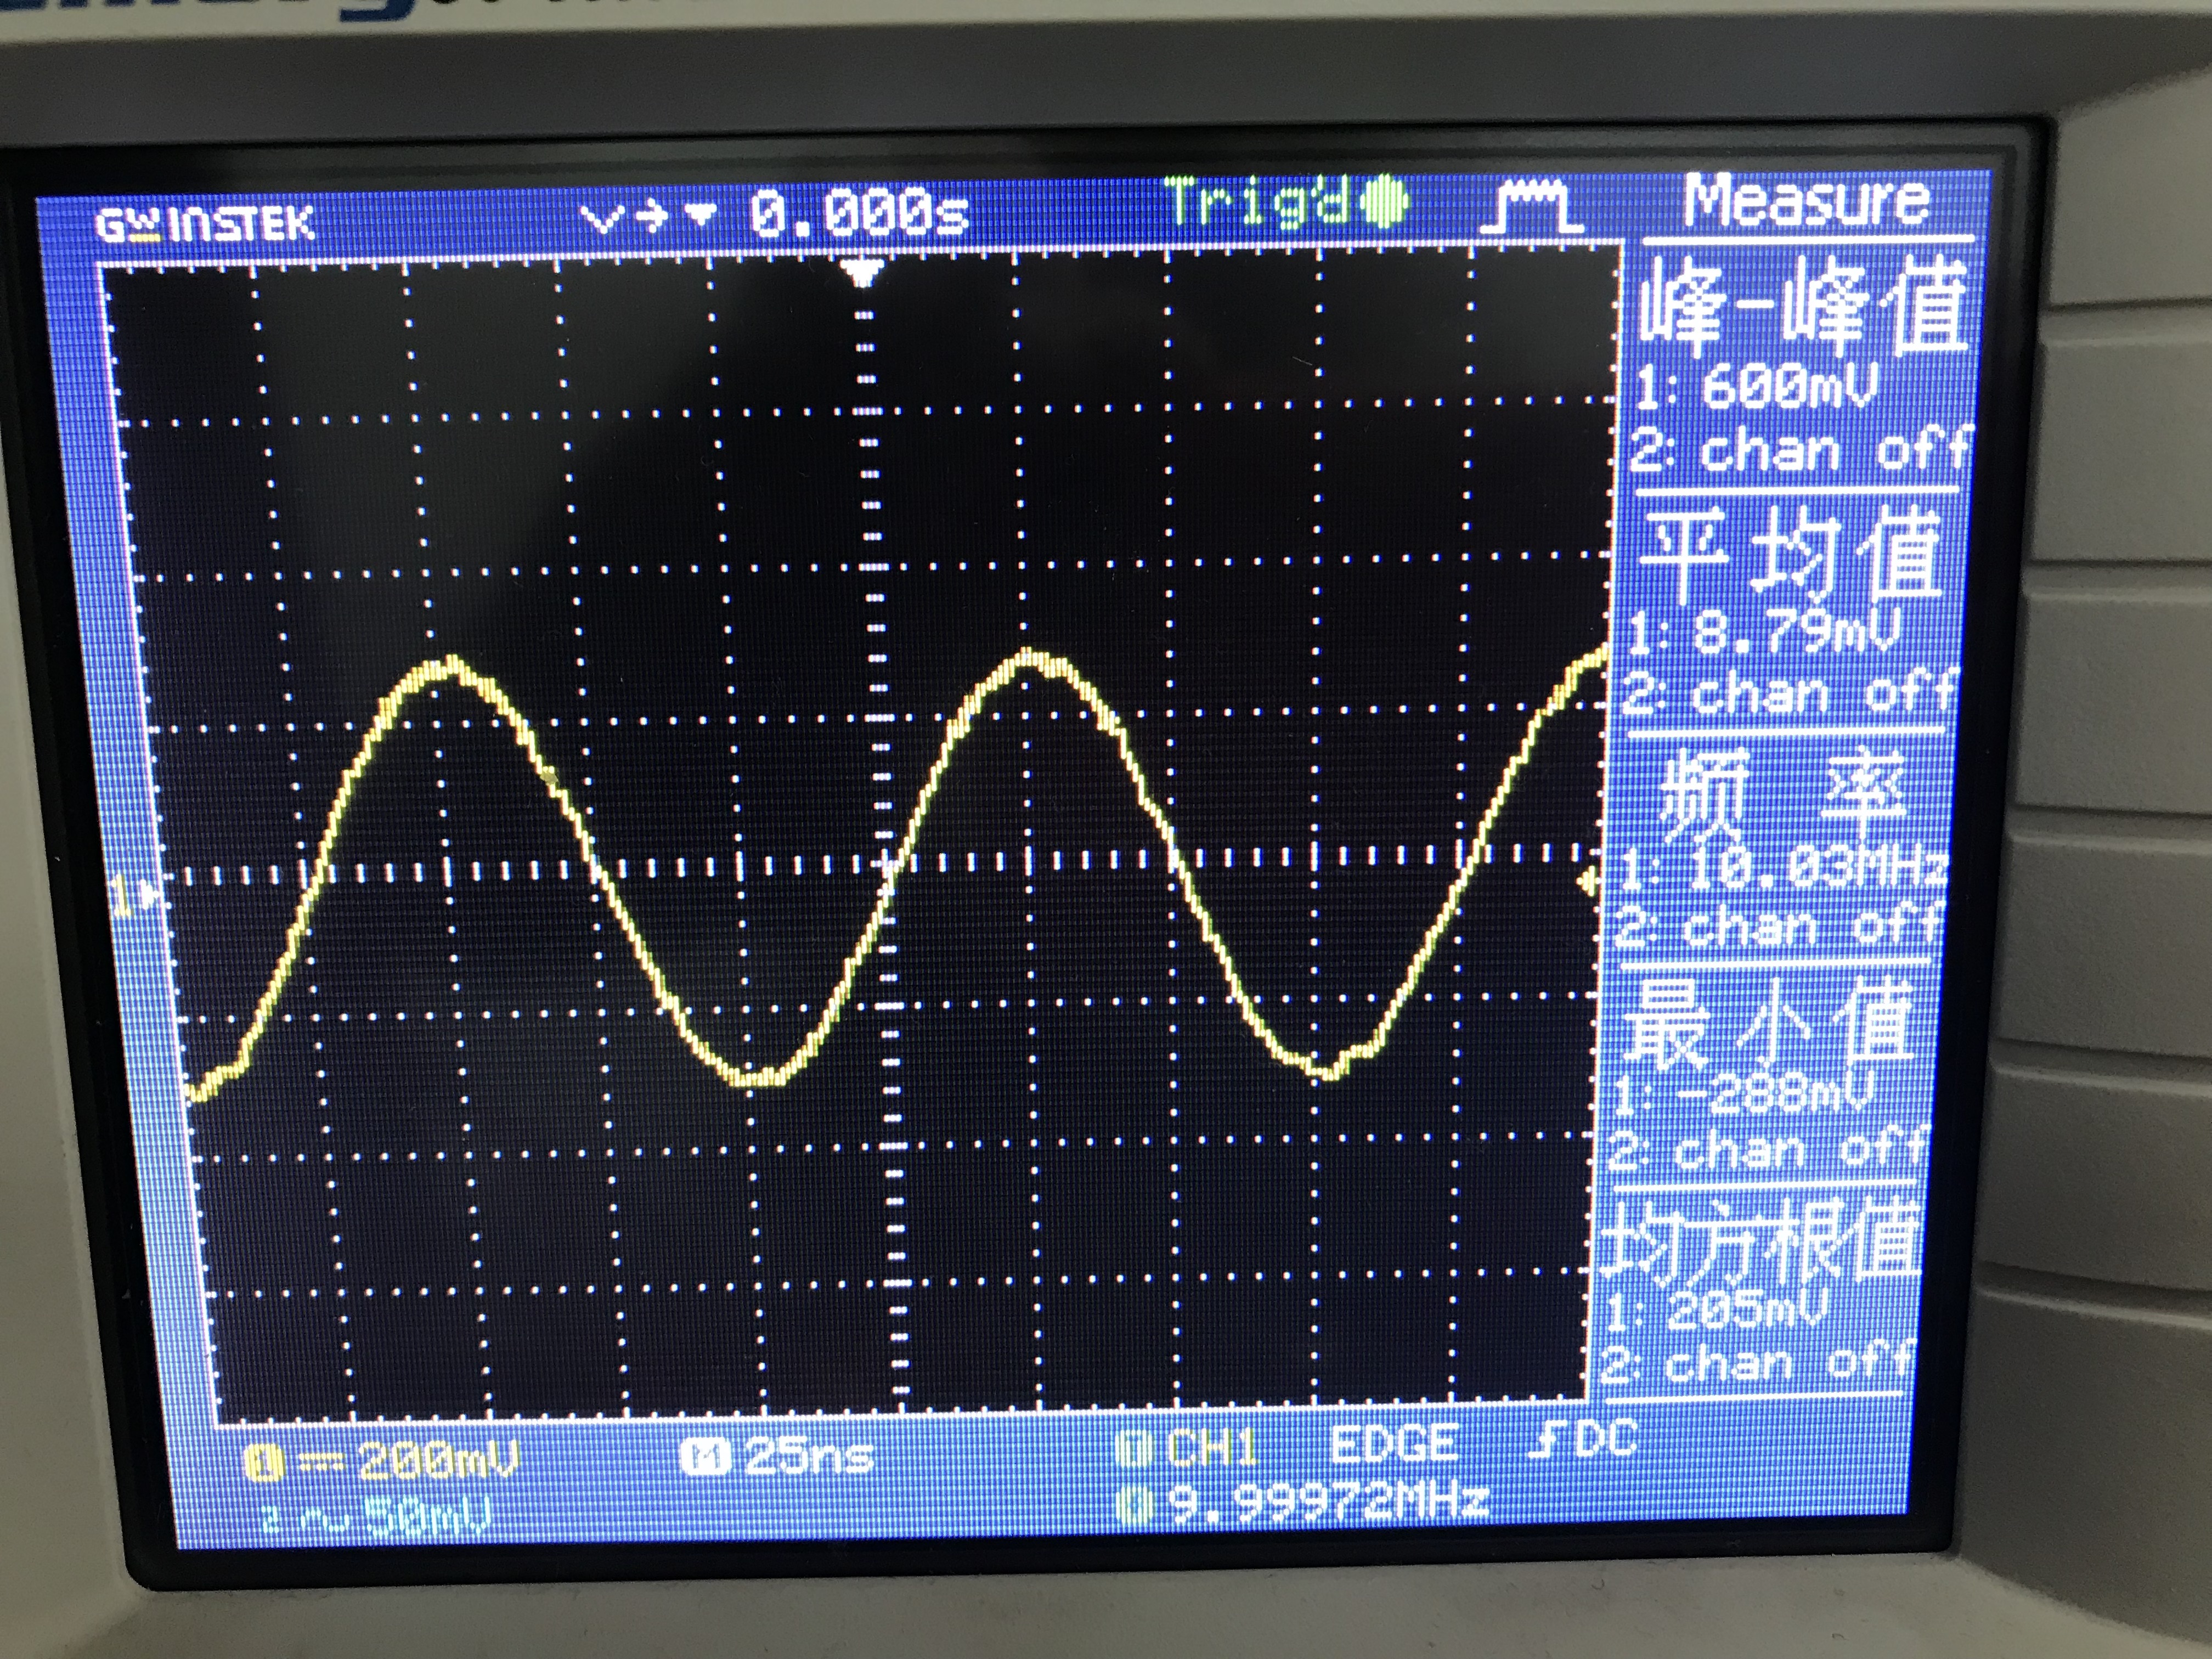 GWINSTEK 0.000s Trig'd Measure
峰-峰值
1: 600mV
2: chan off
平均值
1: 8.79mV
2: chan off
频 率
1: 10.03MHz
2: chan off
最小值
1: -288mV
2: chan off
均方根值
1: 205mV
2: chan off
1
1 200mV M 25ns CH1 EDGE DC
2 50mV 9.99972MHz